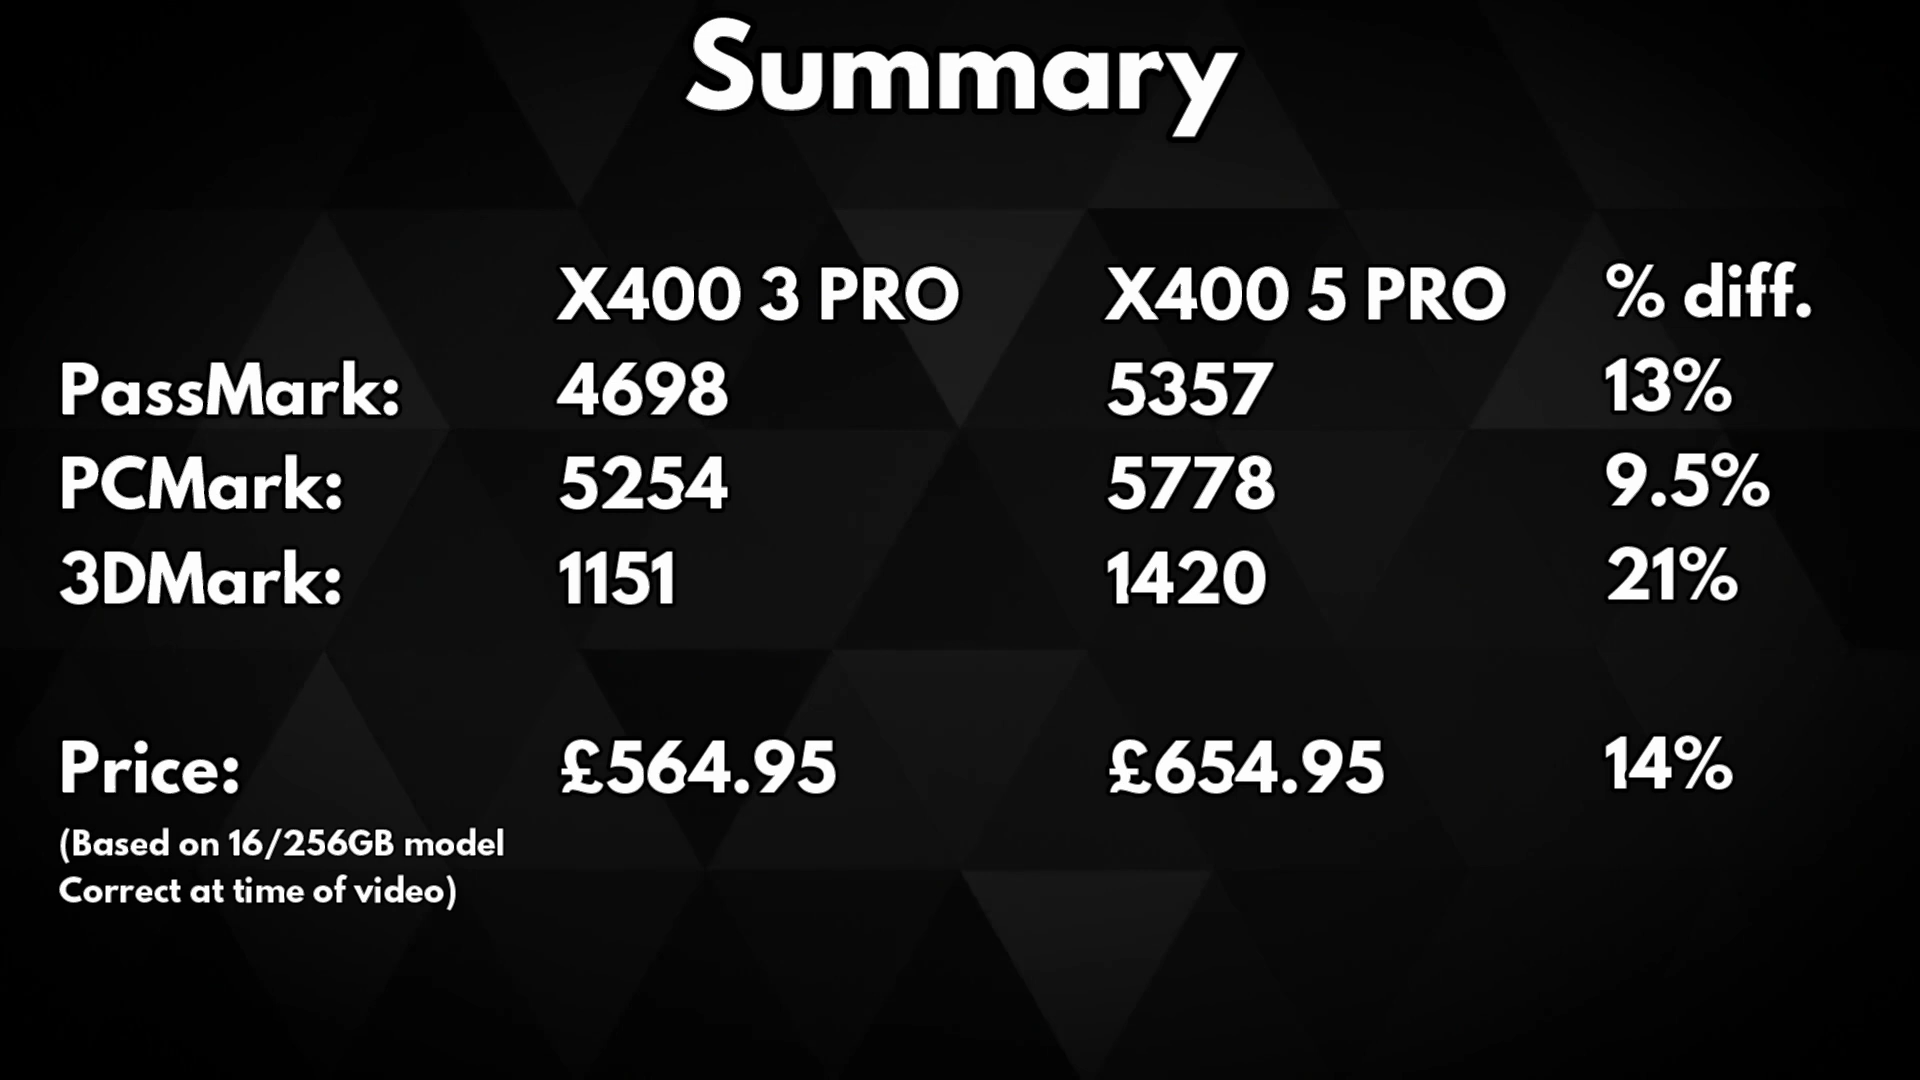 Summary
X400 3 PRO X400 5 PRO % diff.
PassMark: 4698 5357 13%
PCMark: 5254 5778 9.5%
3DMark: 1151 1420 21%
Price: £564.95 £654.95 14%
(Based on 16/256GB model
Correct at time of video)